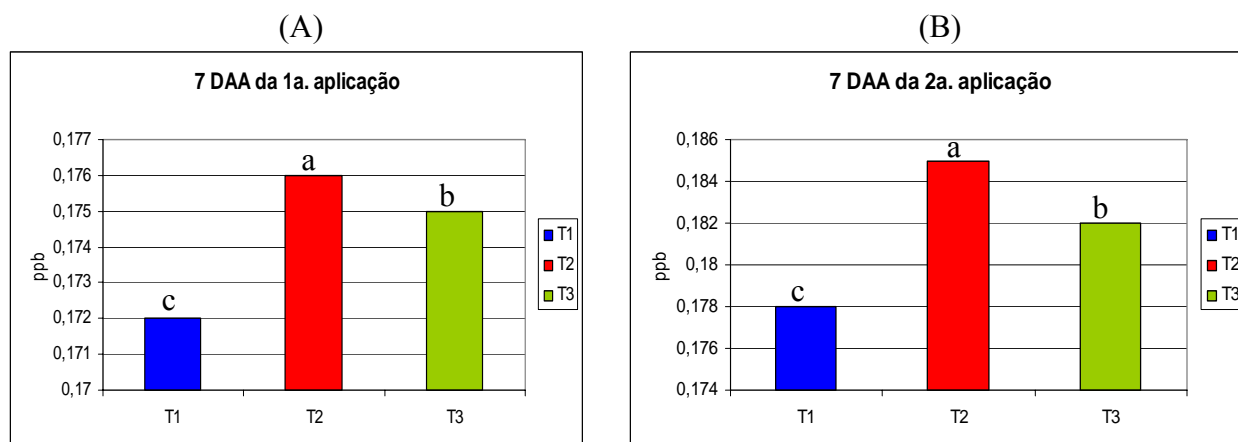 (A)
7 DAA da 1a. aplicação
0,177
0,176
0,175
0,174
0,173
0,172
0,171
0,17
ppb
c
a
b
T1
T2
T3
T1
T2
T3
(B)
7 DAA da 2a. aplicação
0,186
0,184
0,182
0,18
0,178
0,176
0,174
ppb
c
a
b
T1
T2
T3
T1
T2
T3